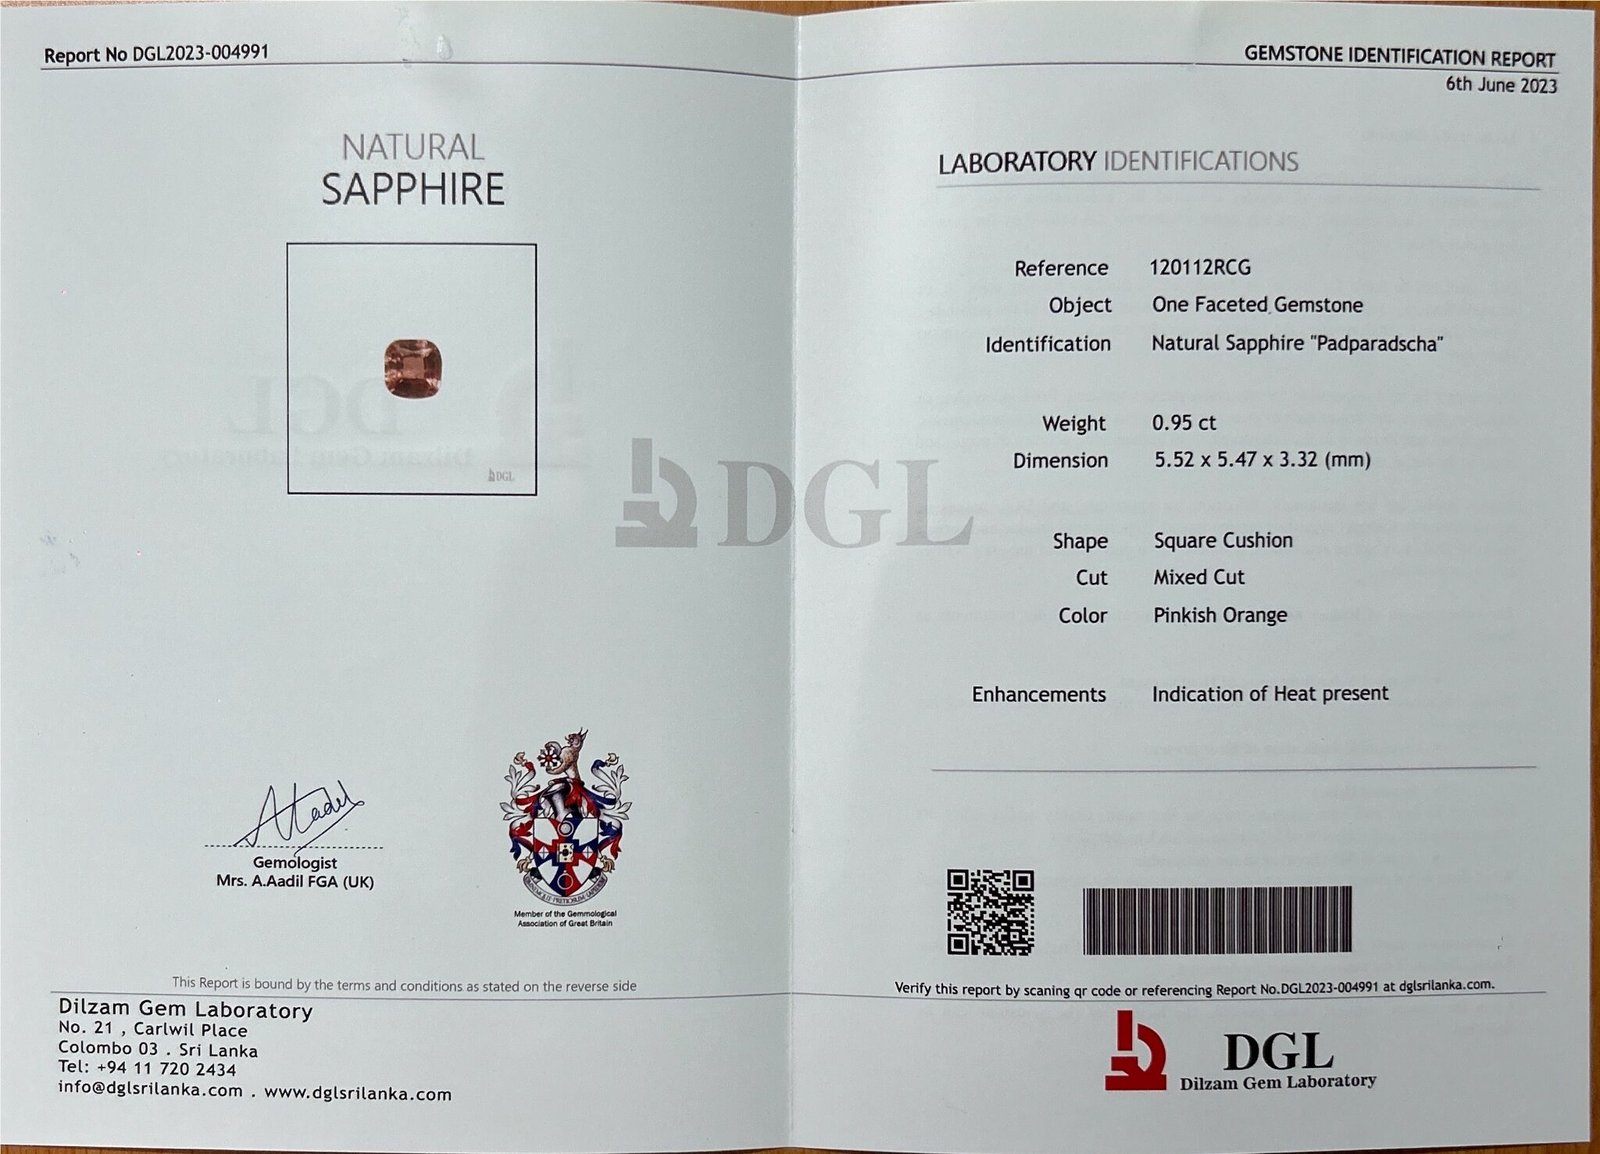 Report No DGL2023-004991
NATURAL
SAPPHIRE
DGL
Gemologist
Mrs. A.Aadil FGA (UK)
Member of the Gemmological
Association of Great Britain
This Report is bound by the terms and conditions as stated on the reverse side
Dilzam Gem Laboratory
No. 21 , Carlwil Place
Colombo 03 . Sri Lanka
Tel: +94 11 720 2434
info@dglsrilanka.com . www.dglsrilanka.com
DGL
GEMSTONE IDENTIFICATION REPORT
6th June 2023
LABORATORY IDENTIFICATIONS
Reference 120112RCG
Object One Faceted Gemstone
Identification Natural Sapphire "Padparadscha"
Weight 0.95 ct
Dimension 5.52 x 5.47 x 3.32 (mm)
Shape Square Cushion
Cut Mixed Cut
Color Pinkish Orange
Enhancements Indication of Heat present
Verify this report by scaning qr code or referencing Report No.DGL2023-004991 at dglsrilanka.com.
DGL
Dilzam Gem Laboratory